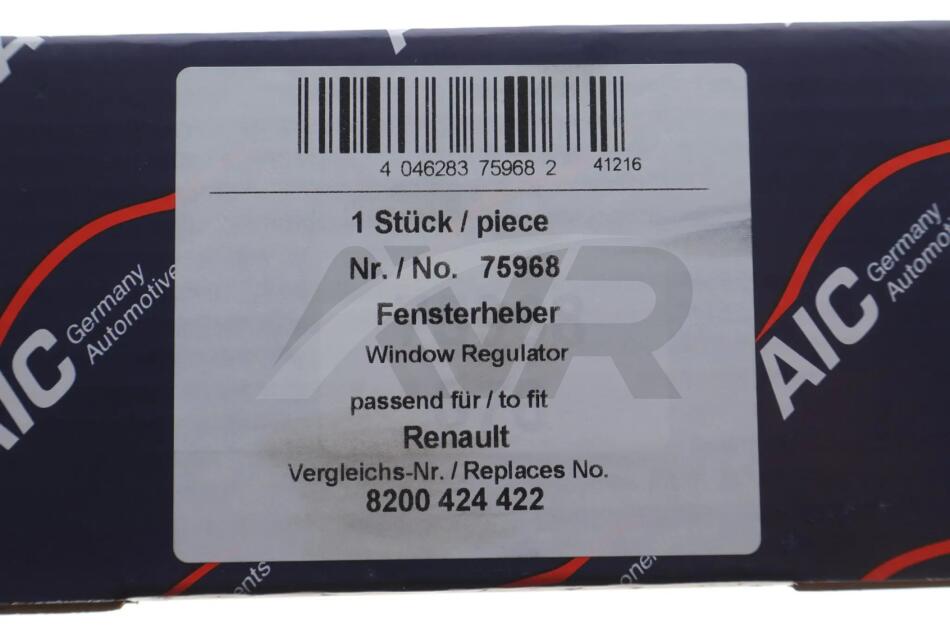 4 046283 75968 2 41216
1 Stück / piece
Nr. / No. 75968
Fensterheber
Window Regulator
passend für / to fit
Renault
Vergleichs-Nr. / Replaces No.
8200 424 422
AVR
AIC
Germany
Automotive
AIC
Germany
Automotive